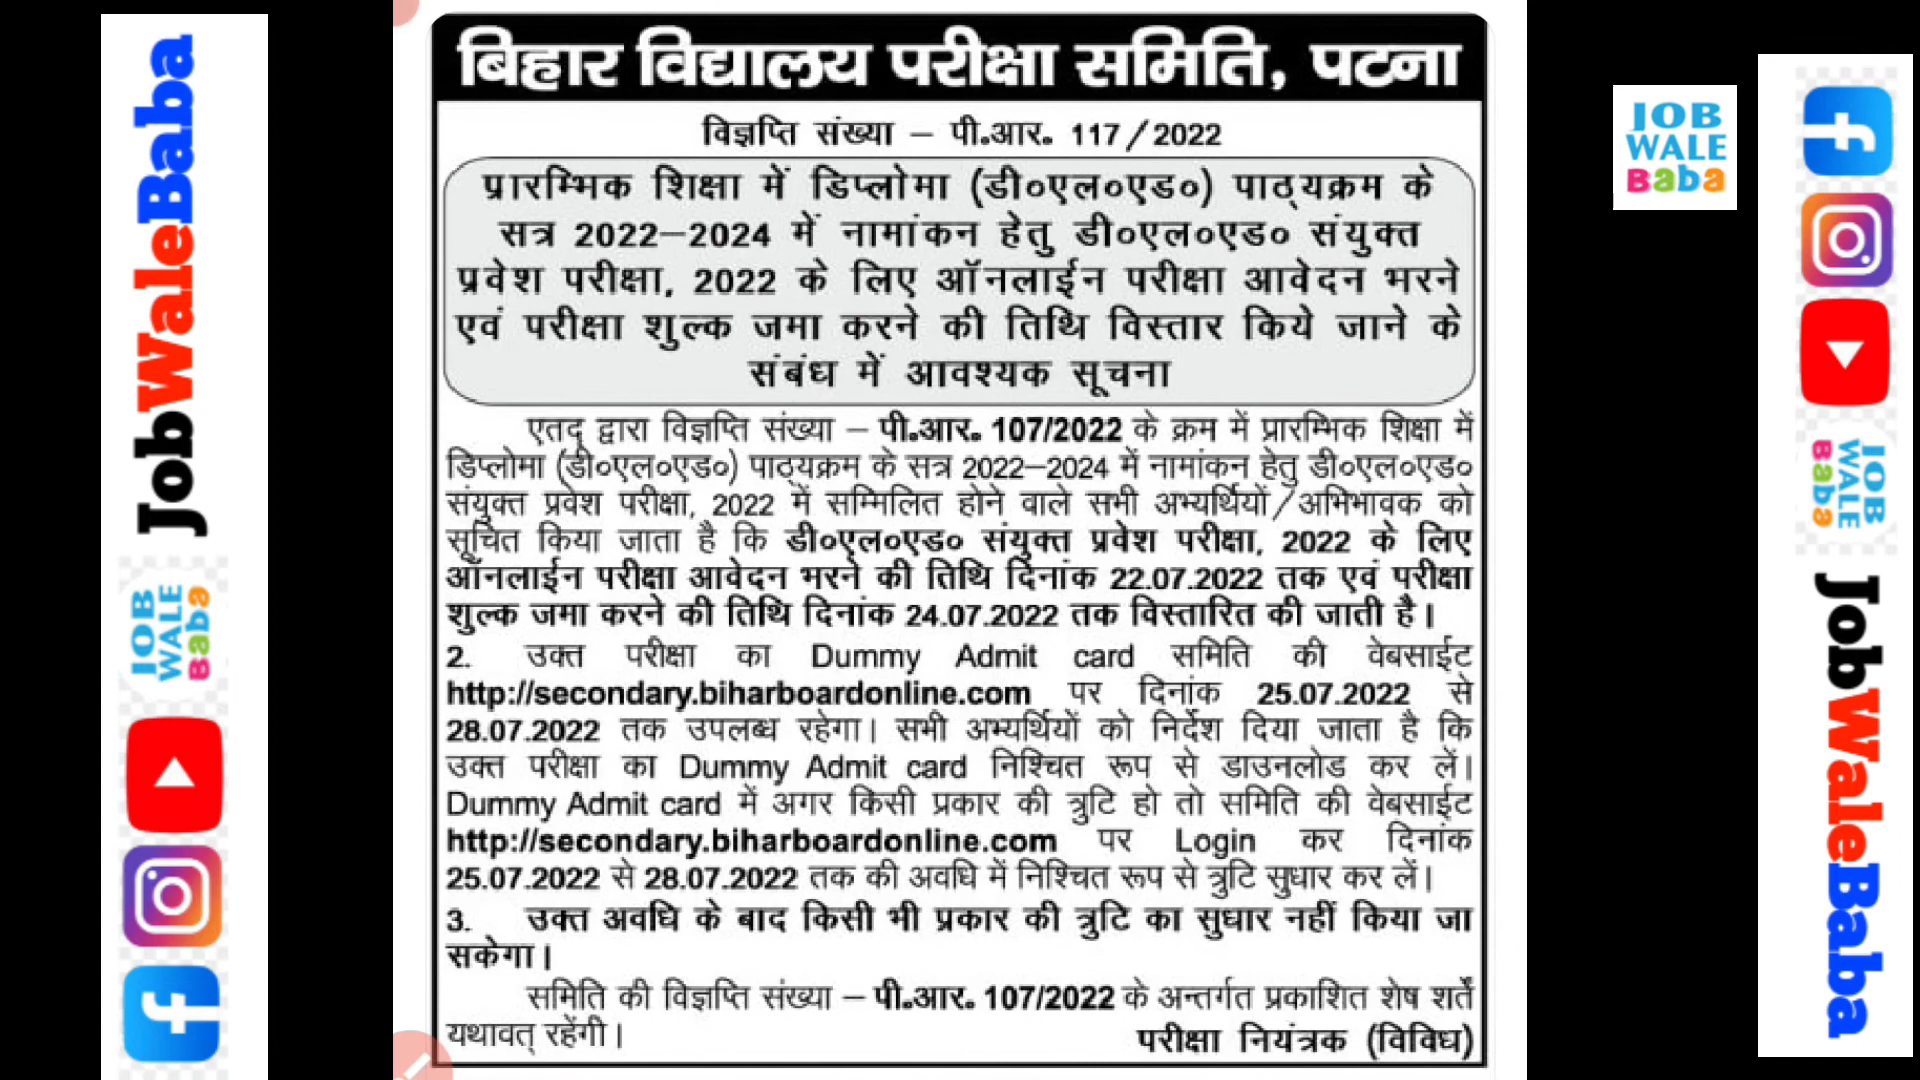 JobWaleBaba
JOB
WALE
Baba
बिहार विद्यालय परीक्षा समिति, पटना
विज्ञप्ति संख्या – पी.आर. 117/2022
प्रारम्भिक शिक्षा में डिप्लोमा (डी०एल०एड०) पाठ्यक्रम के
सत्र 2022–2024 में नामांकन हेतु डी०एल०एड० संयुक्त
प्रवेश परीक्षा, 2022 के लिए ऑनलाईन परीक्षा आवेदन भरने
एवं परीक्षा शुल्क जमा करने की तिथि विस्तार किये जाने के
संबंध में आवश्यक सूचना
एतद् द्वारा विज्ञप्ति संख्या – पी.आर. 107/2022 के क्रम में प्रारम्भिक शिक्षा में
डिप्लोमा (डी०एल०एड०) पाठ्यक्रम के सत्र 2022–2024 में नामांकन हेतु डी०एल०एड०
संयुक्त प्रवेश परीक्षा, 2022 में सम्मिलित होने वाले सभी अभ्यर्थियों/अभिभावक को
सूचित किया जाता है कि डी०एल०एड० संयुक्त प्रवेश परीक्षा, 2022 के लिए
ऑनलाईन परीक्षा आवेदन भरने की तिथि दिनांक 22.07.2022 तक एवं परीक्षा
शुल्क जमा करने की तिथि दिनांक 24.07.2022 तक विस्तारित की जाती है।
2. उक्त परीक्षा का Dummy Admit card समिति की वेबसाईट
http://secondary.biharboardonline.com पर दिनांक 25.07.2022 से
28.07.2022 तक उपलब्ध रहेगा। सभी अभ्यर्थियों को निर्देश दिया जाता है कि
उक्त परीक्षा का Dummy Admit card निश्चित रूप से डाउनलोड कर लें।
Dummy Admit card में अगर किसी प्रकार की त्रुटि हो तो समिति की वेबसाईट
http://secondary.biharboardonline.com पर Login कर दिनांक
25.07.2022 से 28.07.2022 तक की अवधि में निश्चित रूप से त्रुटि सुधार कर लें।
3. उक्त अवधि के बाद किसी भी प्रकार की त्रुटि का सुधार नहीं किया जा
सकेगा।
समिति की विज्ञप्ति संख्या – पी.आर. 107/2022 के अन्तर्गत प्रकाशित शेष शर्तें
यथावत् रहेंगी।
परीक्षा नियंत्रक (विविध)
JOB
WALE
Baba
JOB
WALE
Baba
JobWaleBaba